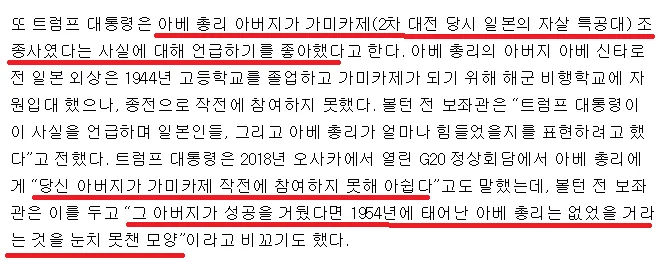 또 트럼프 대통령은 아베 총리 아버지가 가미카제(2차 대전 당시 일본의 자살 특공대) 조
종사였다는 사실에 대해 언급하기를 좋아했다고 한다. 아베 총리의 아버지 아베 신타로
전 일본 외상은 1944년 고등학교를 졸업하고 가미카제가 되기 위해 해군 비행학교에 자
원입대 했으나, 종전으로 작전에 참여하지 못했다. 볼턴 전 보좌관은 “트럼프 대통령이
이 사실을 언급하며 일본인들, 그리고 아베 총리가 얼마나 힘들었을지를 표현하려고 했
다”고 전했다. 트럼프 대통령은 2018년 오사카에서 열린 G20 정상회담에서 아베 총리에
게 “당신 아버지가 가미카제 작전에 참여하지 못해 아쉽다”고도 말했는데, 볼턴 전 보좌
관은 이를 두고 “그 아버지가 성공을 거뒀다면 1954년에 태어난 아베 총리는 없었을 거라
는 것을 눈치 못챈 모양”이라고 비꼬기도 했다.